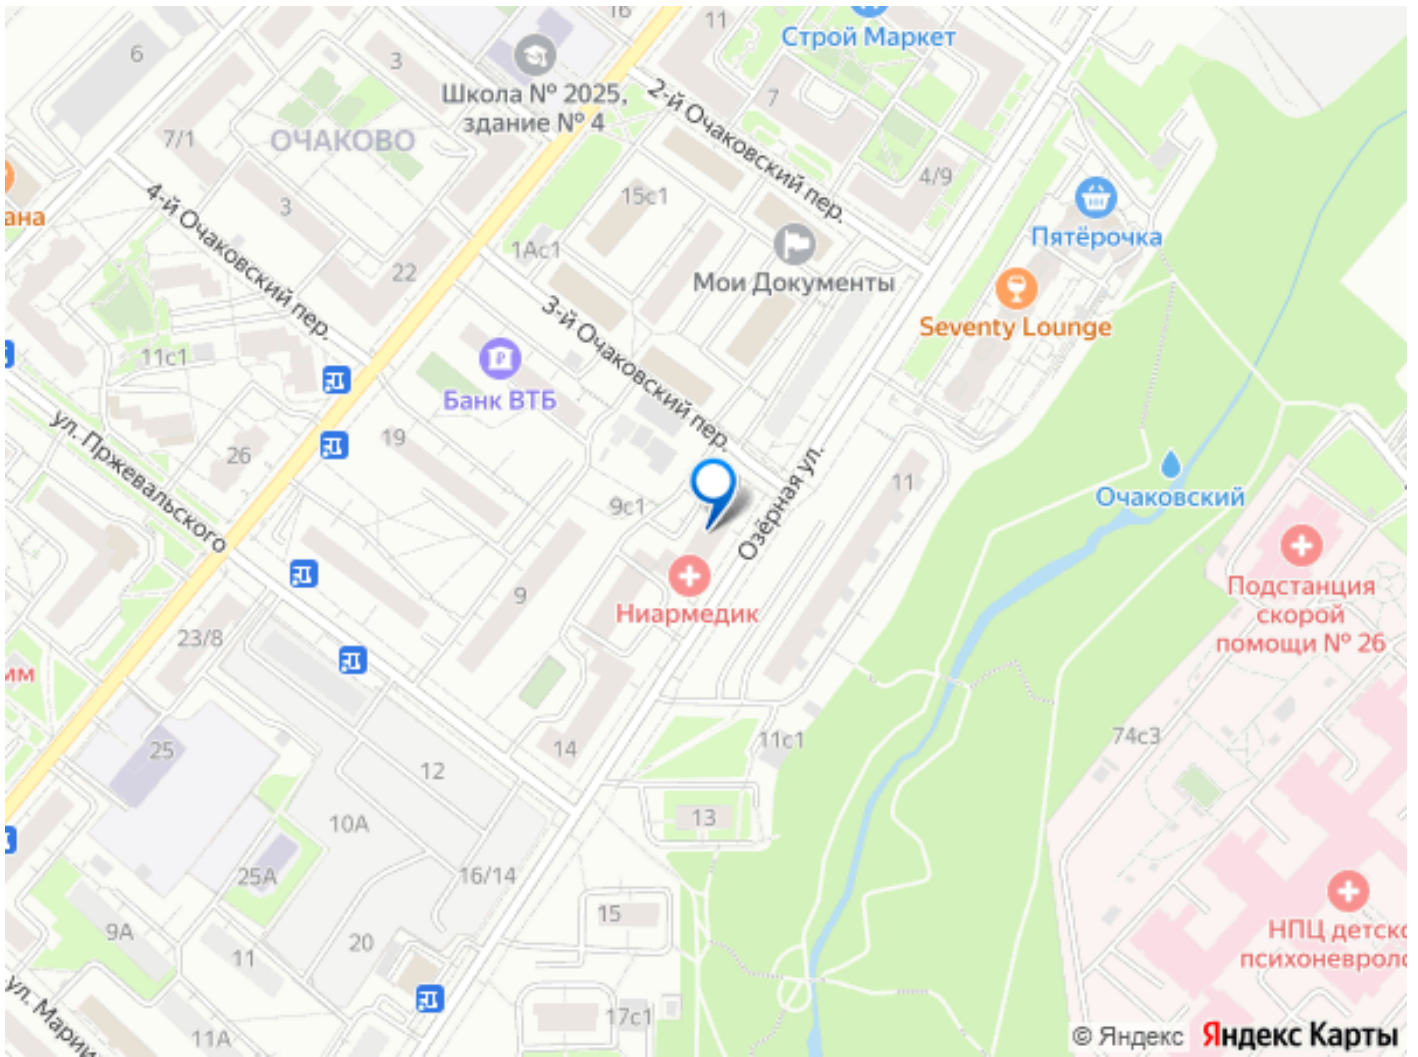 16
11
6
3
Строй Маркет
Школа № 2025,
здание № 4
2-й Очаковский пер.
7
7/1
ОЧАКОВО
4/9
15с1
3
4-й Очаковский пер.
ана
Пятёрочка
1Ас1
22
Мои Документы
3-й Очаковский пер.
Seventy Lounge
11с1
Банк ВТБ
ул. Пржевальского
26
19
Озёрная ул.
11
9с1
Очаковский
9
Ниармедик
Подстанция
скорой
помощи № 26
23/8
им
25
12
14
11с1
74с3
10А
13
25А
16/14
9А
11
20
15
НПЦ детско
психоневроло
ул. Марии
11А
17с1
© Яндекс Яндекс Карты